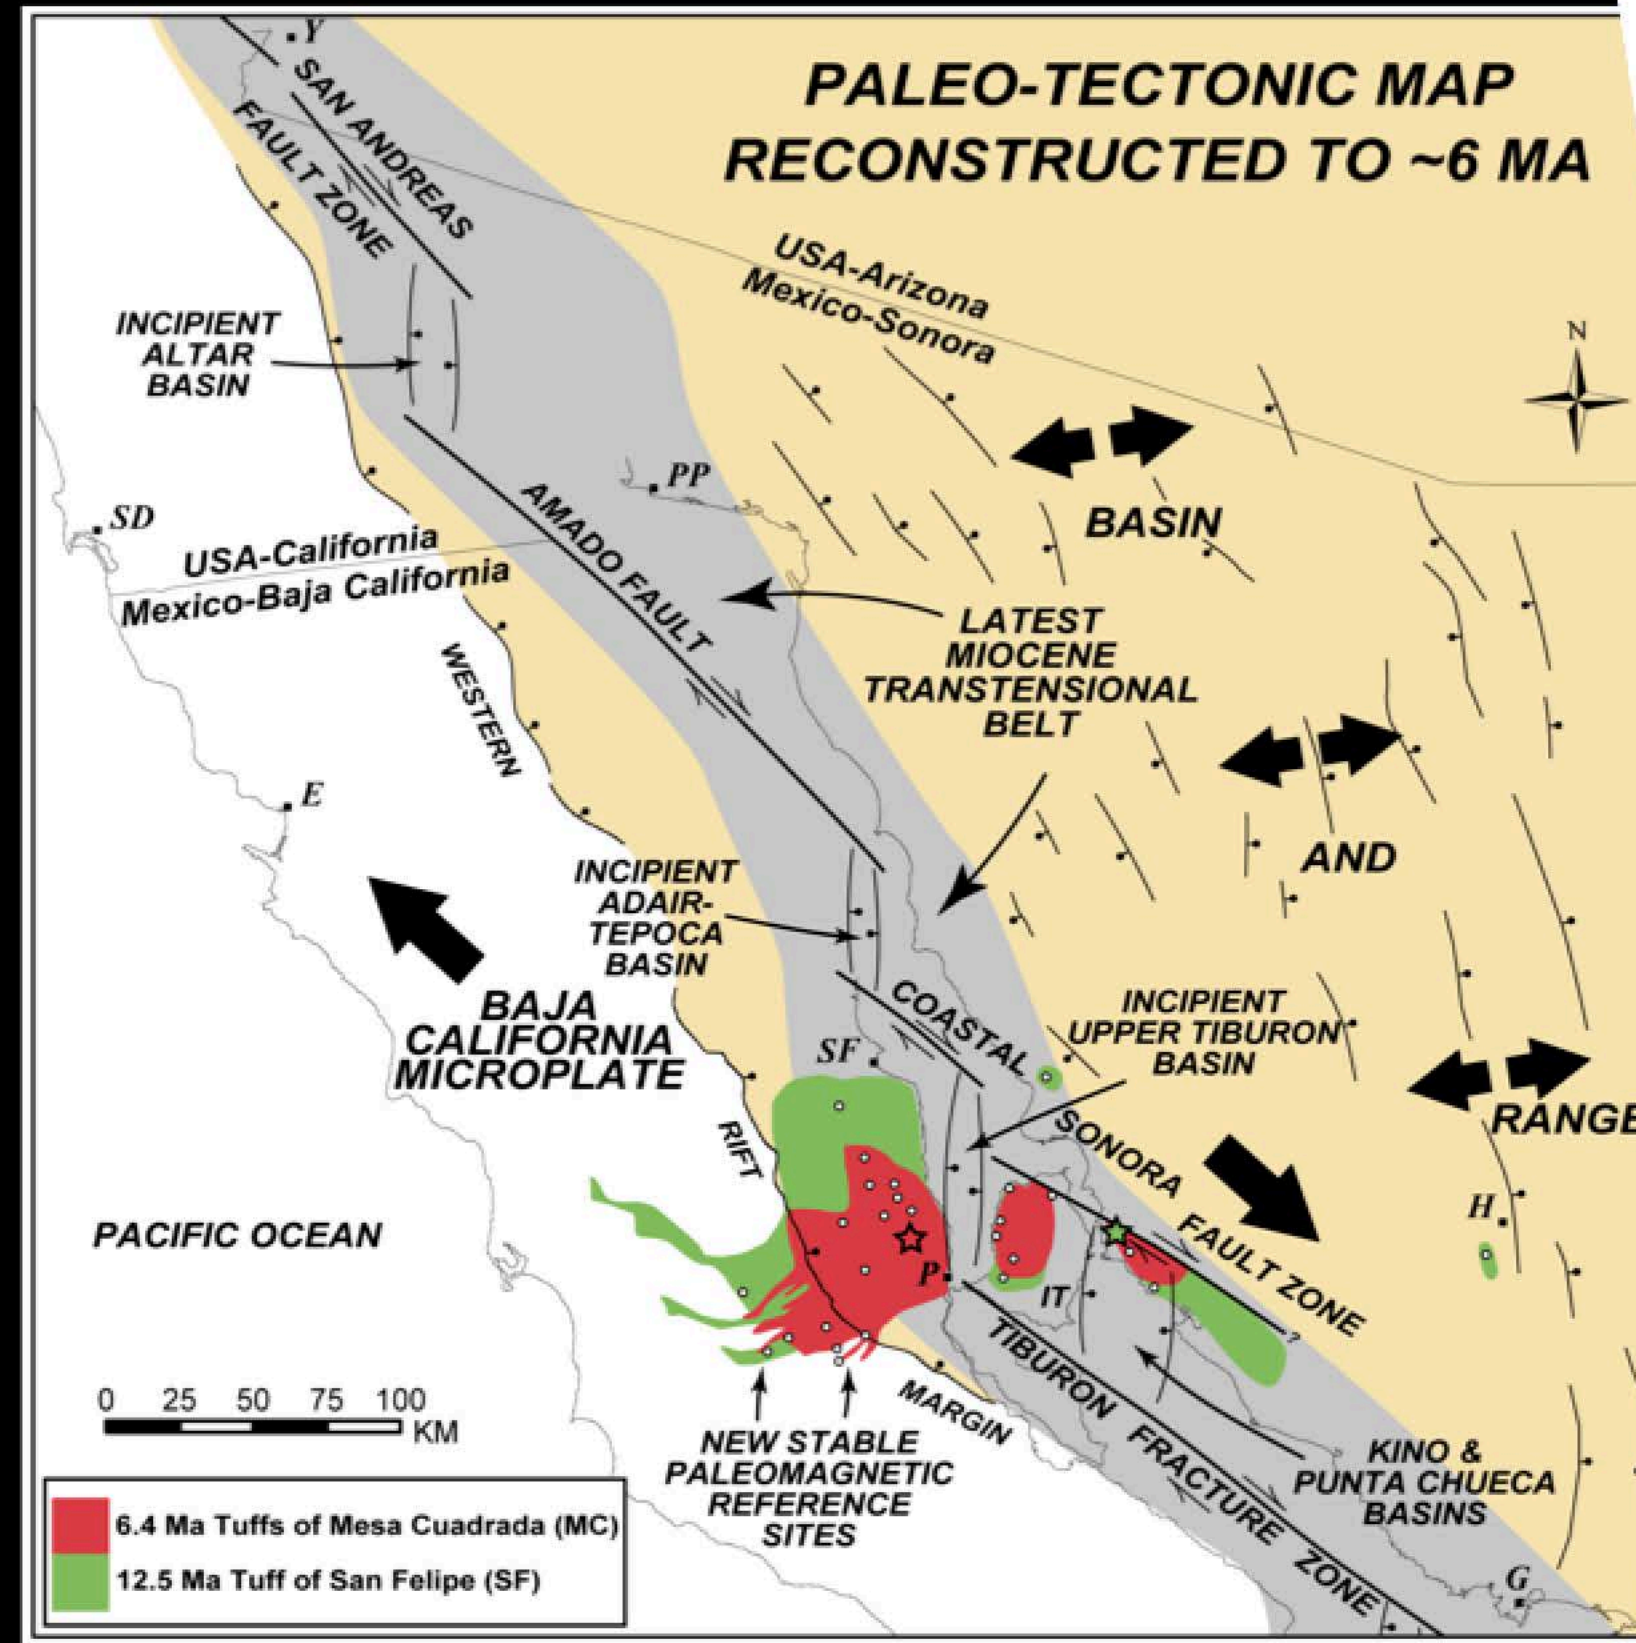 Y
PALEO-TECTONIC MAP
RECONSTRUCTED TO ~6 MA
SAN ANDREAS
FAULT ZONE
USA-Arizona
Mexico-Sonora
N
INCIPIENT
ALTAR
BASIN
PP
SD
AMADO FAULT
BASIN
USA-California
Mexico-Baja California
LATEST
MIOCENE
TRANSTENSIONAL
BELT
WESTERN
E
AND
INCIPIENT
ADAIR-
TEPOCA
BASIN
COASTAL
INCIPIENT
UPPER TIBURON
BASIN
BAJA
CALIFORNIA
MICROPLATE
SF
RANGE
RIFT
SONORA
H
PACIFIC OCEAN
FAULT ZONE
P
IT
?
TIBURON
MARGIN
FRACTURE
ZONE
0 25 50 75 100
KM
NEW STABLE
PALEOMAGNETIC
REFERENCE
SITES
KINO &
PUNTA CHUECA
BASINS
6.4 Ma Tuffs of Mesa Cuadrada (MC)
12.5 Ma Tuff of San Felipe (SF)
G